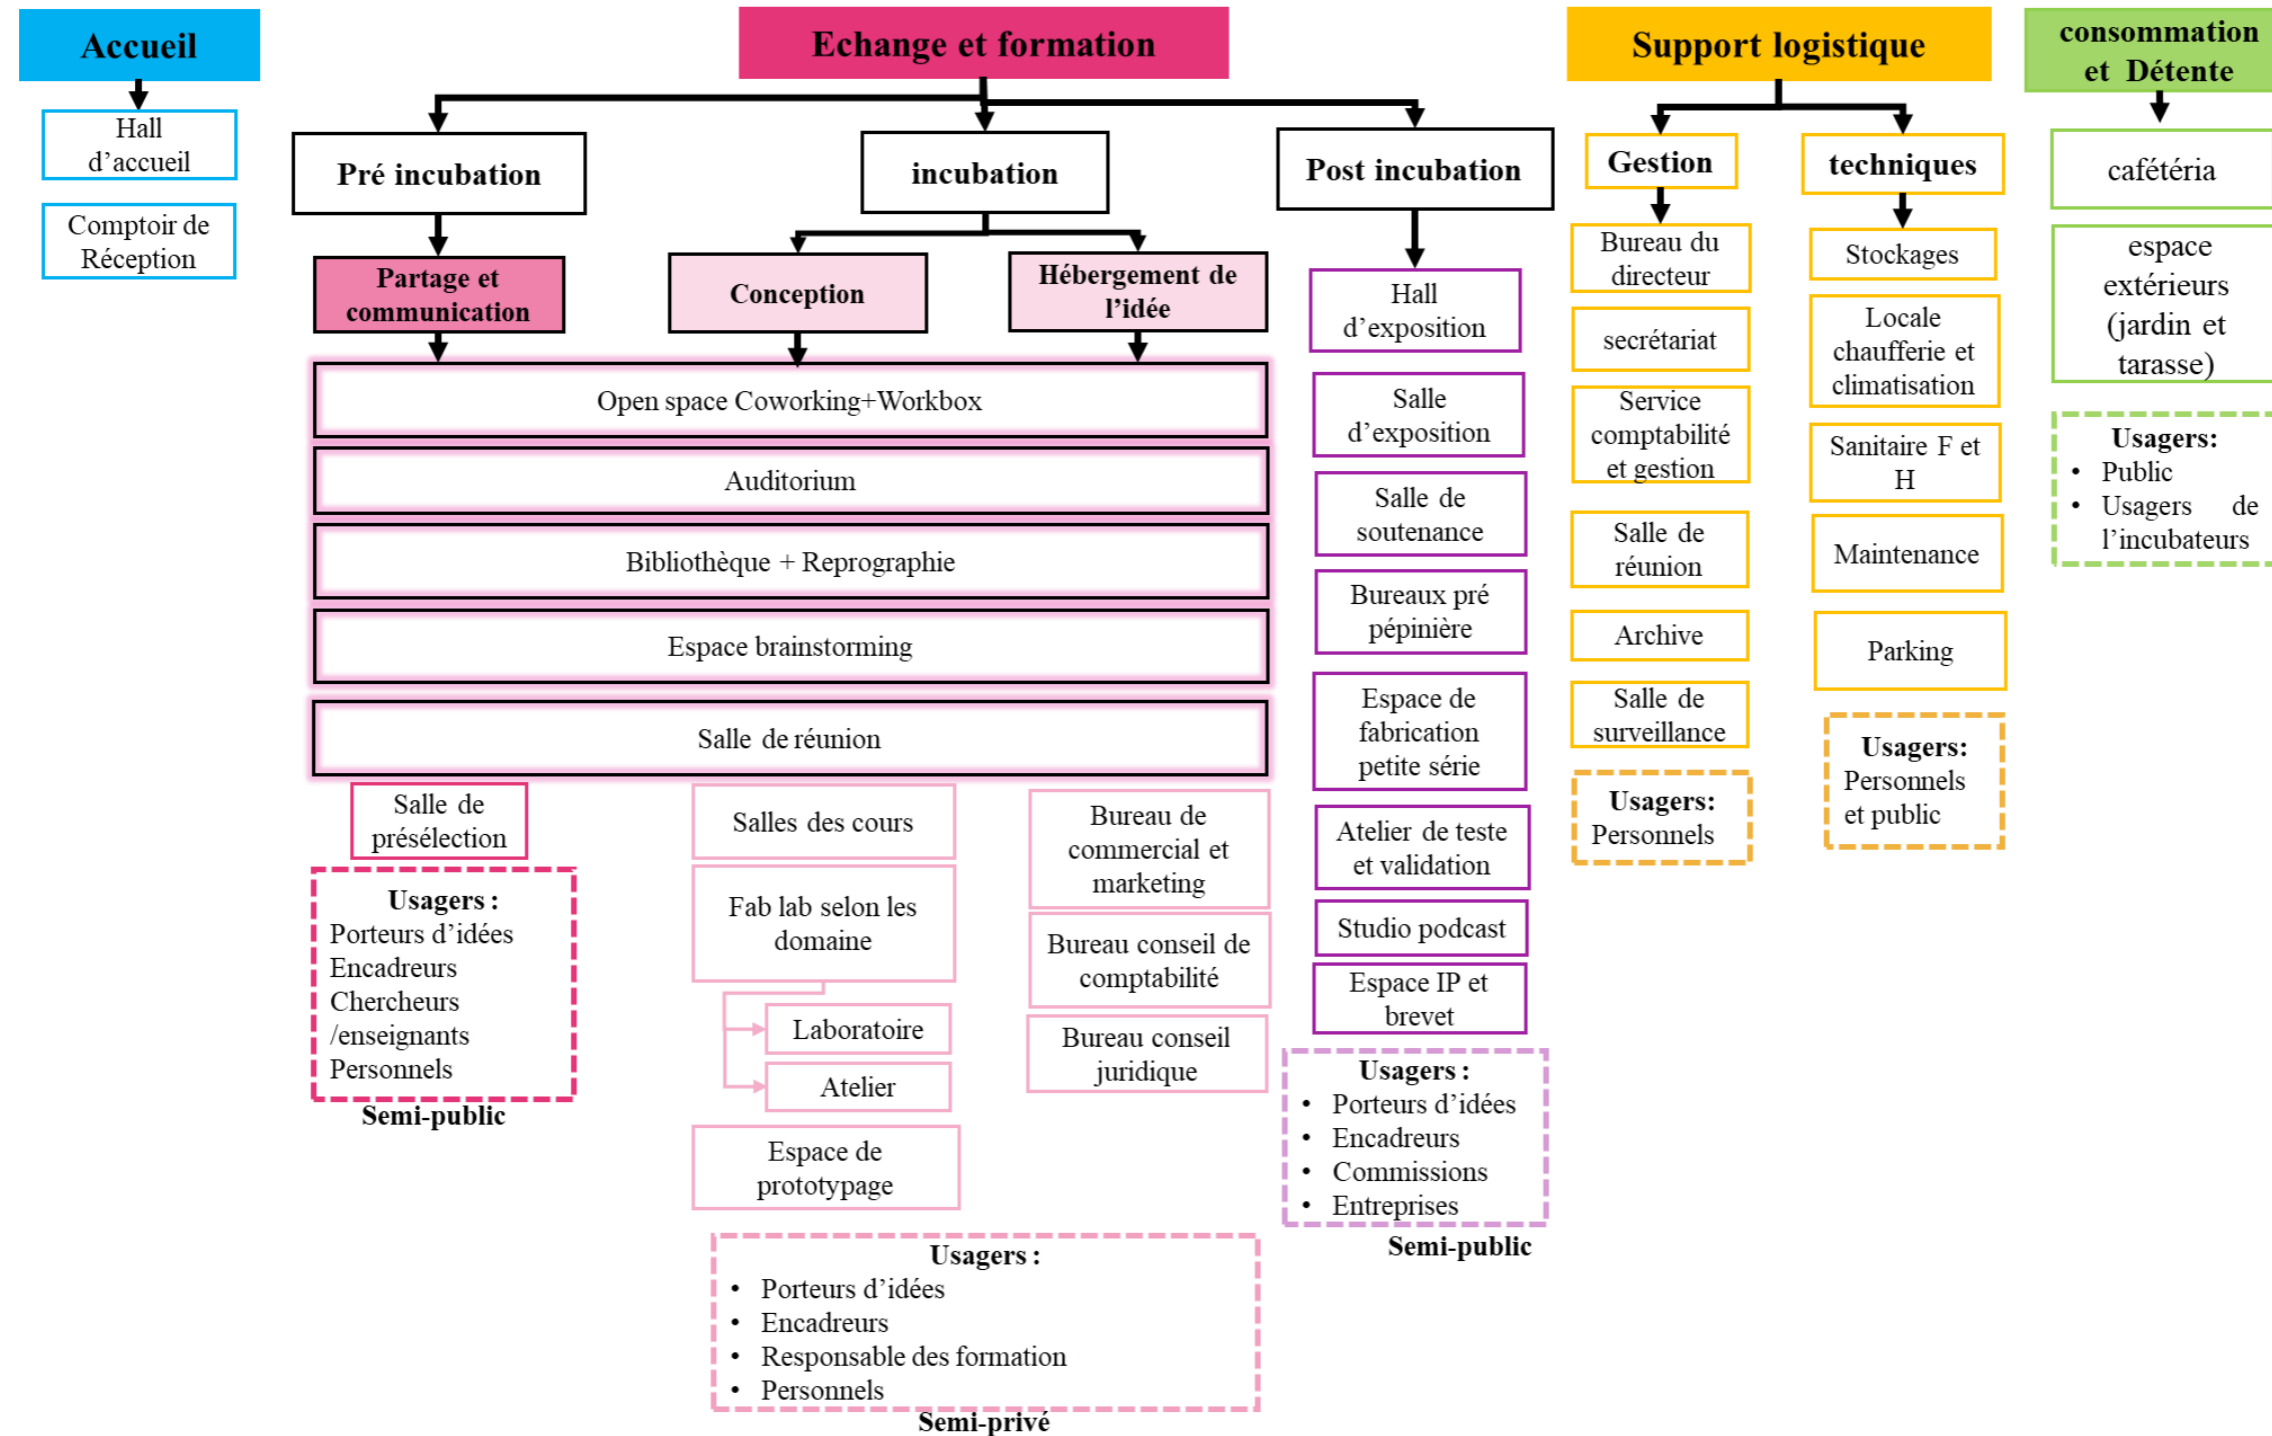 Accueil
Hall
d’accueil
Comptoir de
Réception
Echange et formation
Pré incubation
incubation
Post incubation
Partage et
communication
Conception
Hébergement de
l’idée
Open space Coworking+Workbox
Auditorium
Bibliothèque + Reprographie
Espace brainstorming
Salle de réunion
Salle de
présélection
Usagers :
Porteurs d’idées
Encadreurs
Chercheurs
/enseignants
Personnels
Semi-public
Salles des cours
Fab lab selon les
domaine
Laboratoire
Atelier
Espace de
prototypage
Bureau de
commercial et
marketing
Bureau conseil de
comptabilité
Bureau conseil
juridique
Usagers :
• Porteurs d’idées
• Encadreurs
• Responsable des formation
• Personnels
Semi-privé
Hall
d’exposition
Salle
d’exposition
Salle de
soutenance
Bureaux pré
pépinière
Espace de
fabrication
petite série
Atelier de teste
et validation
Studio podcast
Espace IP et
brevet
Usagers :
• Porteurs d’idées
• Encadreurs
• Commissions
• Entreprises
Semi-public
Support logistique
Gestion
Bureau du
directeur
secrétariat
Service
comptabilité
et gestion
Salle de
réunion
Archive
Salle de
surveillance
Usagers:
Personnels
techniques
Stockages
Locale
chaufferie et
climatisation
Sanitaire F et
H
Maintenance
Parking
Usagers:
Personnels
et public
consommation
et Détente
cafétéria
espace
extérieurs
(jardin et
tarasse)
Usagers:
• Public
• Usagers de
l’incubateurs